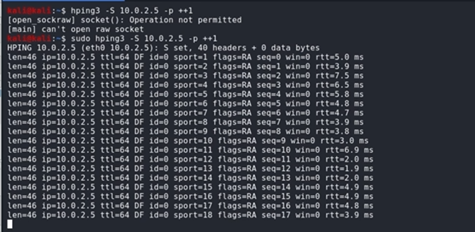 kali@kali:~$ hping3 -S 10.0.2.5 -p ++1
[open_sockraw] socket(): Operation not permitted
[main] can't open raw socket
kali@kali:~$ sudo hping3 -S 10.0.2.5 -p ++1
HPING 10.0.2.5 (eth0 10.0.2.5): S set, 40 headers + 0 data bytes
len=46 ip=10.0.2.5 ttl=64 DF id=0 sport=1 flags=RA seq=0 win=0 rtt=5.0 ms
len=46 ip=10.0.2.5 ttl=64 DF id=0 sport=2 flags=RA seq=1 win=0 rtt=3.9 ms
len=46 ip=10.0.2.5 ttl=64 DF id=0 sport=3 flags=RA seq=2 win=0 rtt=7.5 ms
len=46 ip=10.0.2.5 ttl=64 DF id=0 sport=4 flags=RA seq=3 win=0 rtt=6.5 ms
len=46 ip=10.0.2.5 ttl=64 DF id=0 sport=5 flags=RA seq=4 win=0 rtt=5.8 ms
len=46 ip=10.0.2.5 ttl=64 DF id=0 sport=6 flags=RA seq=5 win=0 rtt=4.8 ms
len=46 ip=10.0.2.5 ttl=64 DF id=0 sport=7 flags=RA seq=6 win=0 rtt=4.7 ms
len=46 ip=10.0.2.5 ttl=64 DF id=0 sport=8 flags=RA seq=7 win=0 rtt=3.9 ms
len=46 ip=10.0.2.5 ttl=64 DF id=0 sport=9 flags=RA seq=8 win=0 rtt=3.8 ms
len=46 ip=10.0.2.5 ttl=64 DF id=0 sport=10 flags=RA seq=9 win=0 rtt=3.0 ms
len=46 ip=10.0.2.5 ttl=64 DF id=0 sport=11 flags=RA seq=10 win=0 rtt=6.9 ms
len=46 ip=10.0.2.5 ttl=64 DF id=0 sport=12 flags=RA seq=11 win=0 rtt=2.0 ms
len=46 ip=10.0.2.5 ttl=64 DF id=0 sport=13 flags=RA seq=12 win=0 rtt=1.9 ms
len=46 ip=10.0.2.5 ttl=64 DF id=0 sport=14 flags=RA seq=13 win=0 rtt=2.0 ms
len=46 ip=10.0.2.5 ttl=64 DF id=0 sport=15 flags=RA seq=14 win=0 rtt=4.9 ms
len=46 ip=10.0.2.5 ttl=64 DF id=0 sport=16 flags=RA seq=15 win=0 rtt=4.9 ms
len=46 ip=10.0.2.5 ttl=64 DF id=0 sport=17 flags=RA seq=16 win=0 rtt=4.8 ms
len=46 ip=10.0.2.5 ttl=64 DF id=0 sport=18 flags=RA seq=17 win=0 rtt=3.9 ms